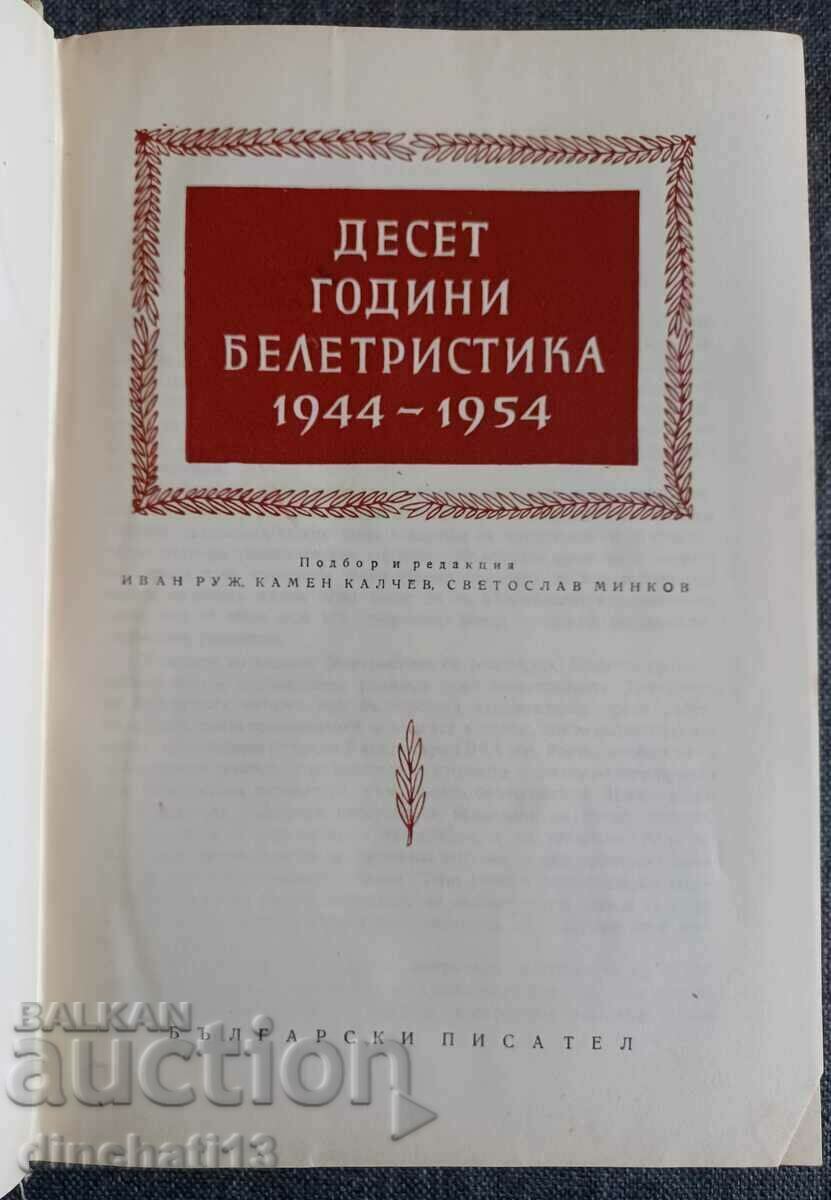 ДЕСЕТ
ГОДИНИ
БЕЛЕТРИСТИКА
1944 – 1954
Подбор и редакция
ИВАН РУЖ, КАМЕН КАЛЧЕВ, СВЕТОСЛАВ МИНКОВ
БЪЛГАРСКИ ПИСАТЕЛ
BALKAN
auction
dinchati13